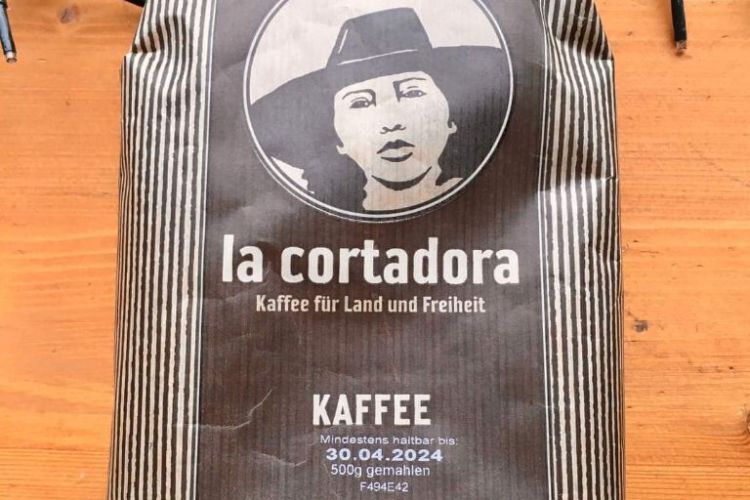 la cortadora
Kaffee für Land und Freiheit
KAFFEE
Mindestens haltbar bis:
30.04.2024
500g gemahlen
F494E42